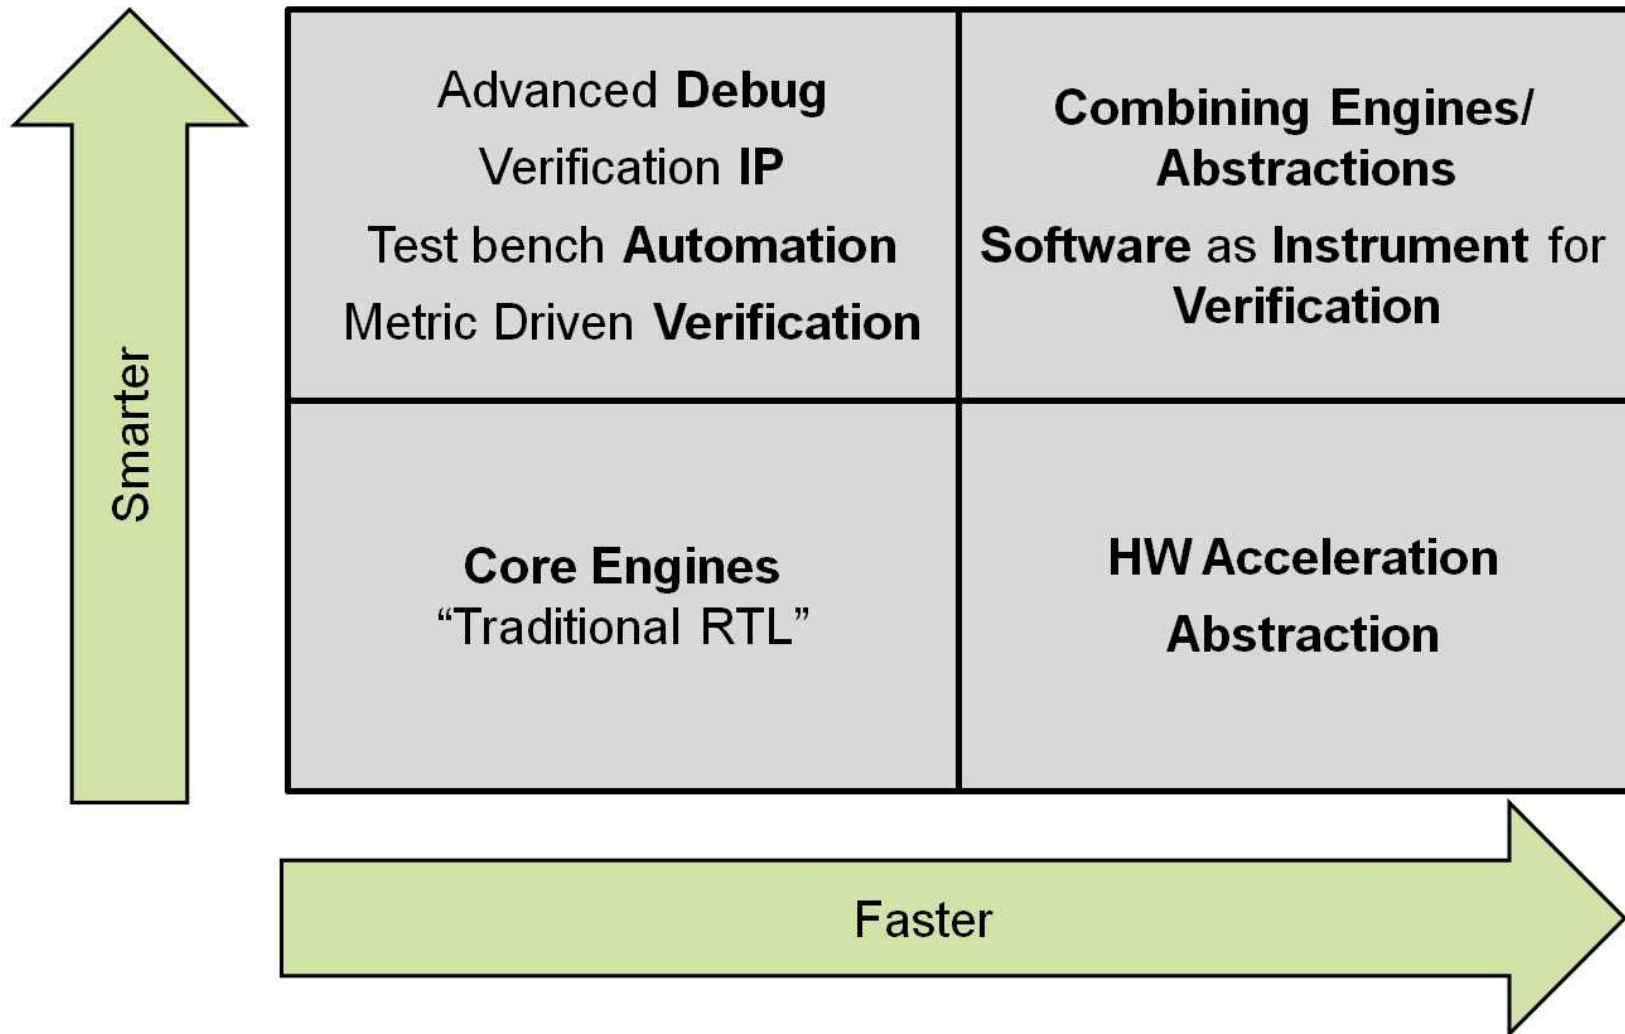 Advanced Debug
Verification IP
Test bench Automation
Metric Driven Verification
Combining Engines/
Abstractions
Software as Instrument for
Verification
Smarter
Core Engines
“Traditional RTL”
HW Acceleration
Abstraction
Faster